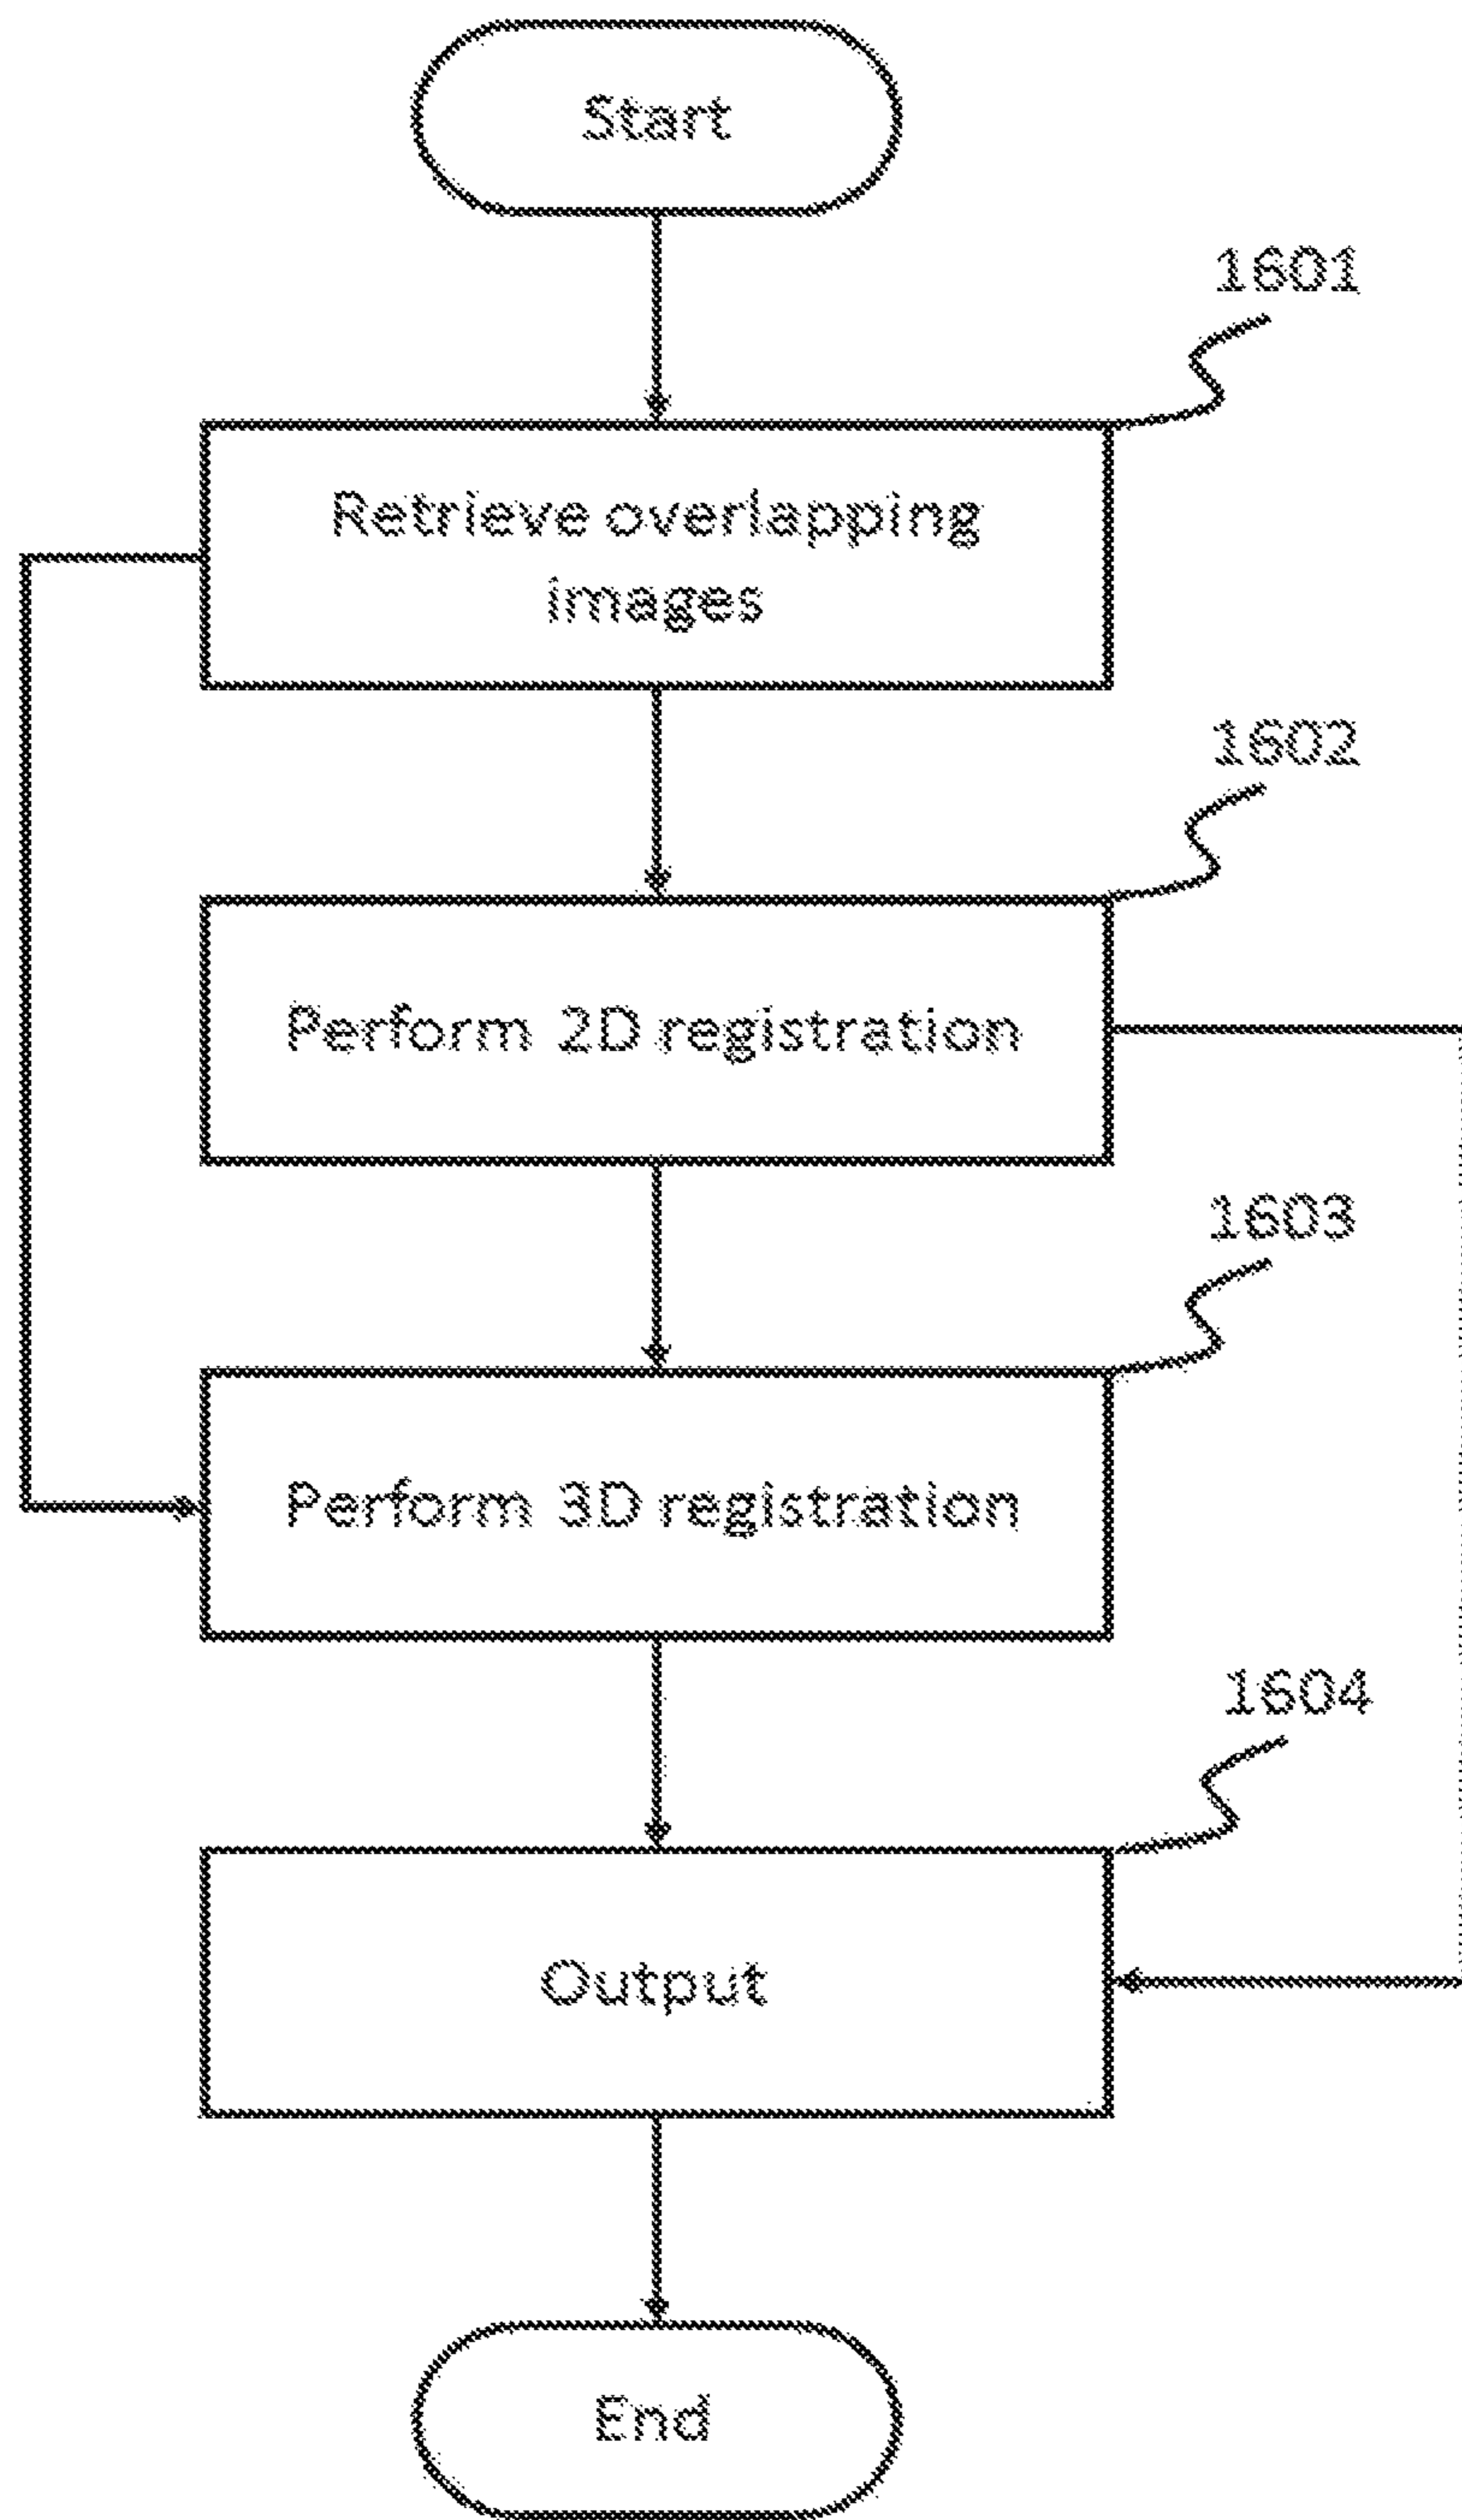 Start
1601
Retrieve overlapping
images
1602
Perform 2D registration
1603
Perform 3D registration
1604
Output
End